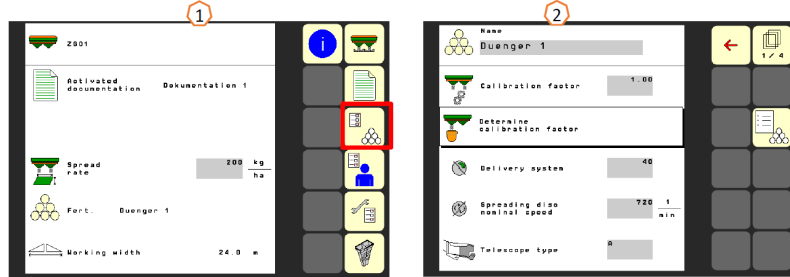 1
ZG01
i
Activated
documentation Dokumentation 1
Spread
rate 200 kg
ha
Fert. Duenger 1
Working width 24.0 m
2
Name
Duenger 1
1/4
Calibration factor 1.00
Determine
calibration factor
Delivery system 40
Spreading disc
nominal speed 720 1
min
Telescope type A